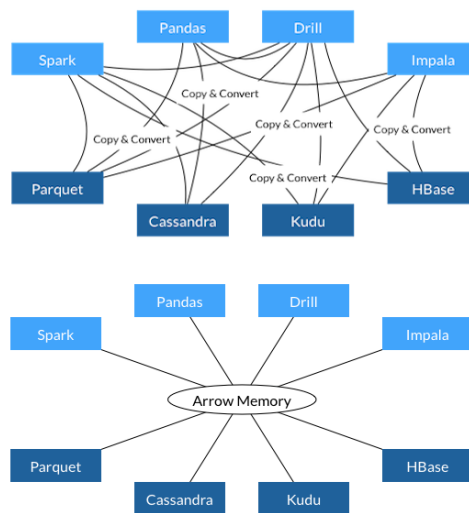 Pandas
Drill
Spark
Impala
Copy & Convert
Copy & Convert
Copy & Convert
Copy & Convert
Copy & Convert
Parquet
HBase
Cassandra
Kudu
Pandas
Drill
Spark
Impala
Arrow Memory
Parquet
HBase
Cassandra
Kudu